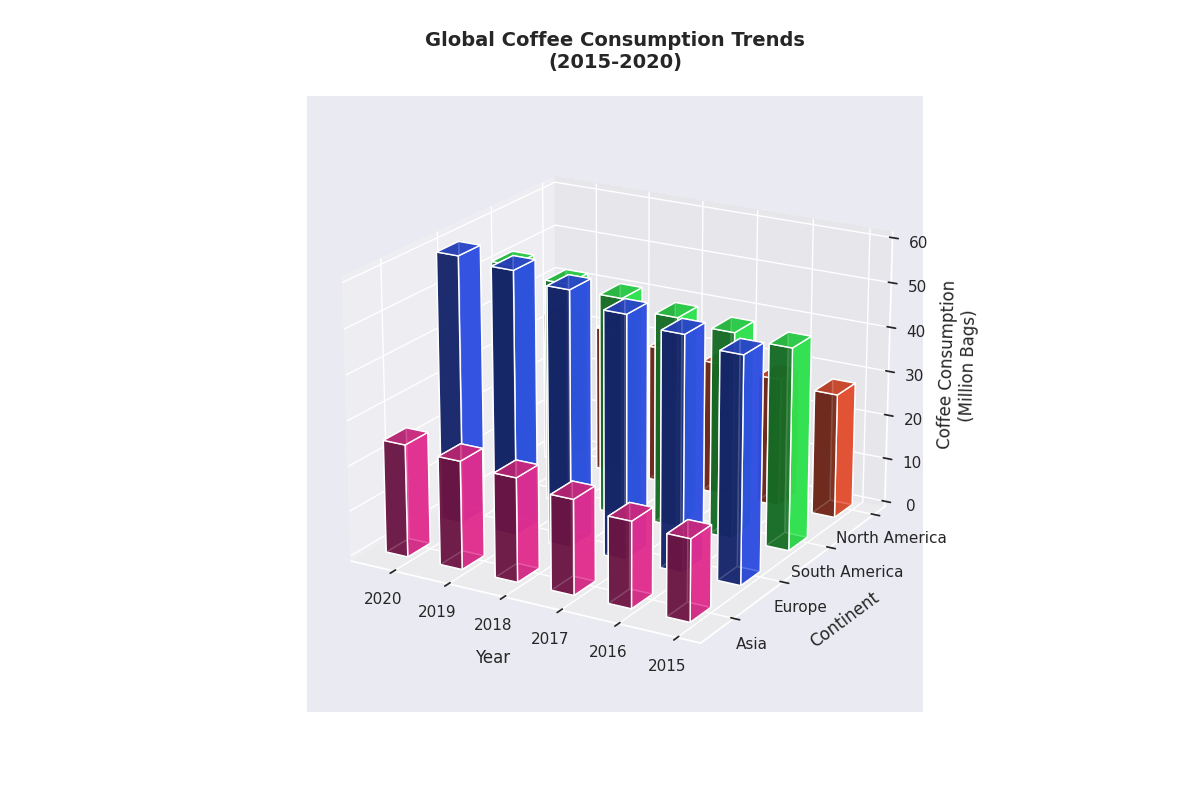 Global Coffee Consumption Trends
(2015-2020)
60
50
40
30
20
10
0
Coffee Consumption
(Million Bags)
North America
South America
Europe
Asia
Continent
2020
2019
2018
2017
2016
2015
Year